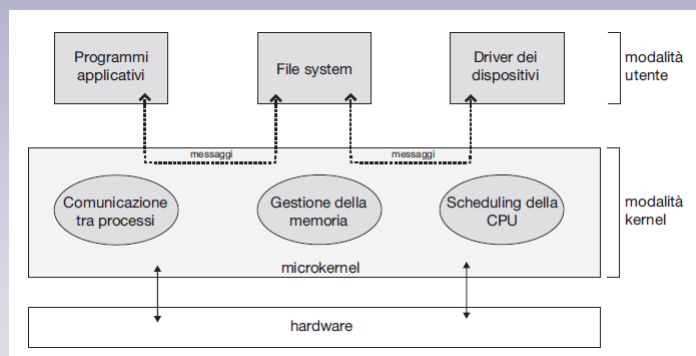 Programmi
applicativi
File system
Driver dei
dispositivi
modalità
utente
messaggi
messaggi
Comunicazione
tra processi
Gestione della
memoria
Scheduling della
CPU
modalità
kernel
microkernel
hardware